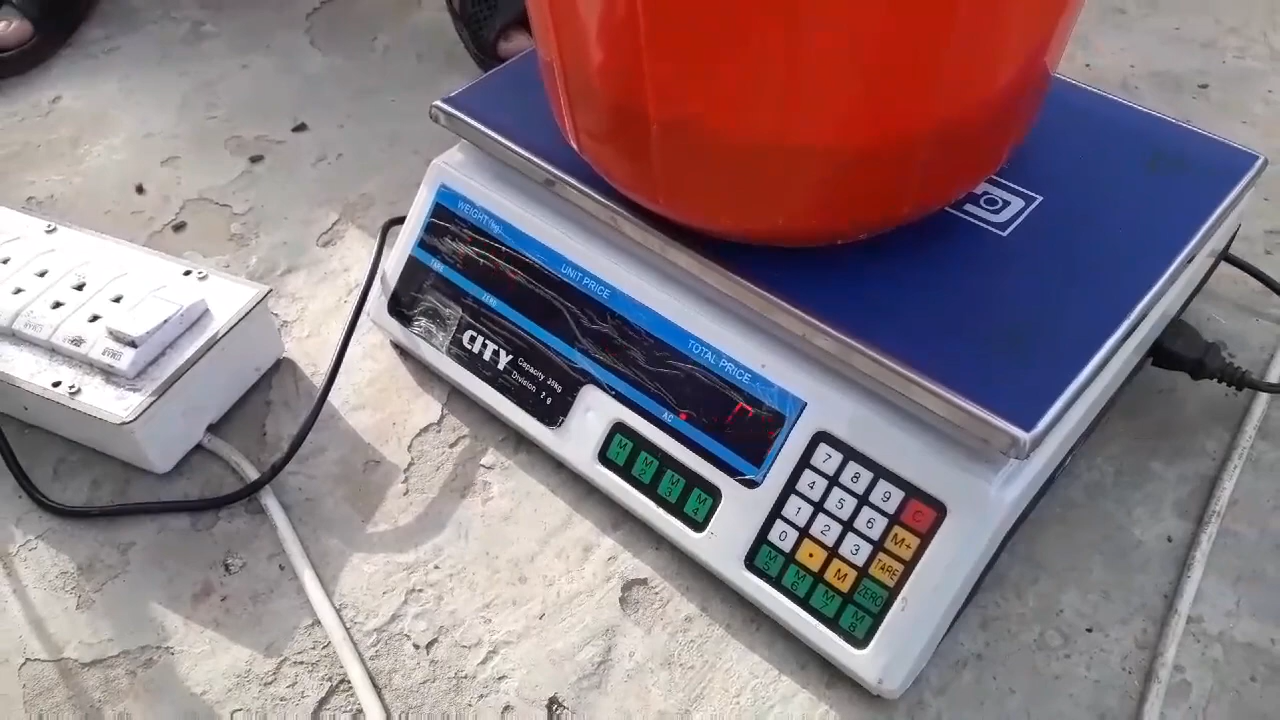 WEIGHT(kg)
UNIT PRICE
TOTAL PRICE
TARE
ZERO
AC
CITY
Capacity 35kg
Division 2 g
M1 M2 M3 M4
7 8 9 C
4 5 6 M+
1 2 3 TARE
0 . M ZERO
M5 M6 M7 M8